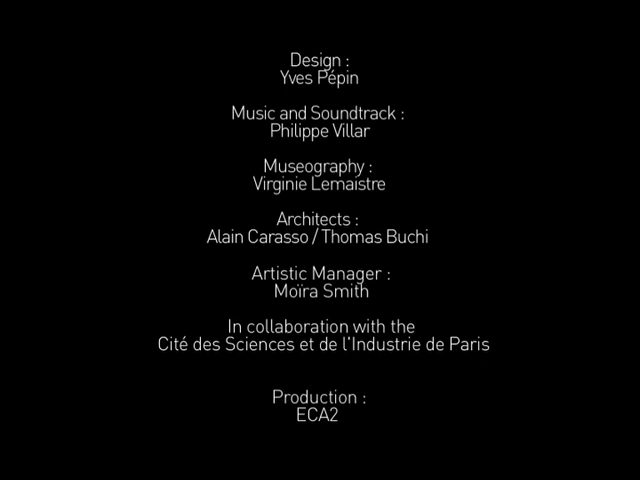 Design :
Yves Pépin
Music and Soundtrack :
Philippe Villar
Museography :
Virginie Lemaistre
Architects :
Alain Carasso / Thomas Buchi
Artistic Manager :
Moïra Smith
In collaboration with the
Cité des Sciences et de l'Industrie de Paris
Production :
ECA2